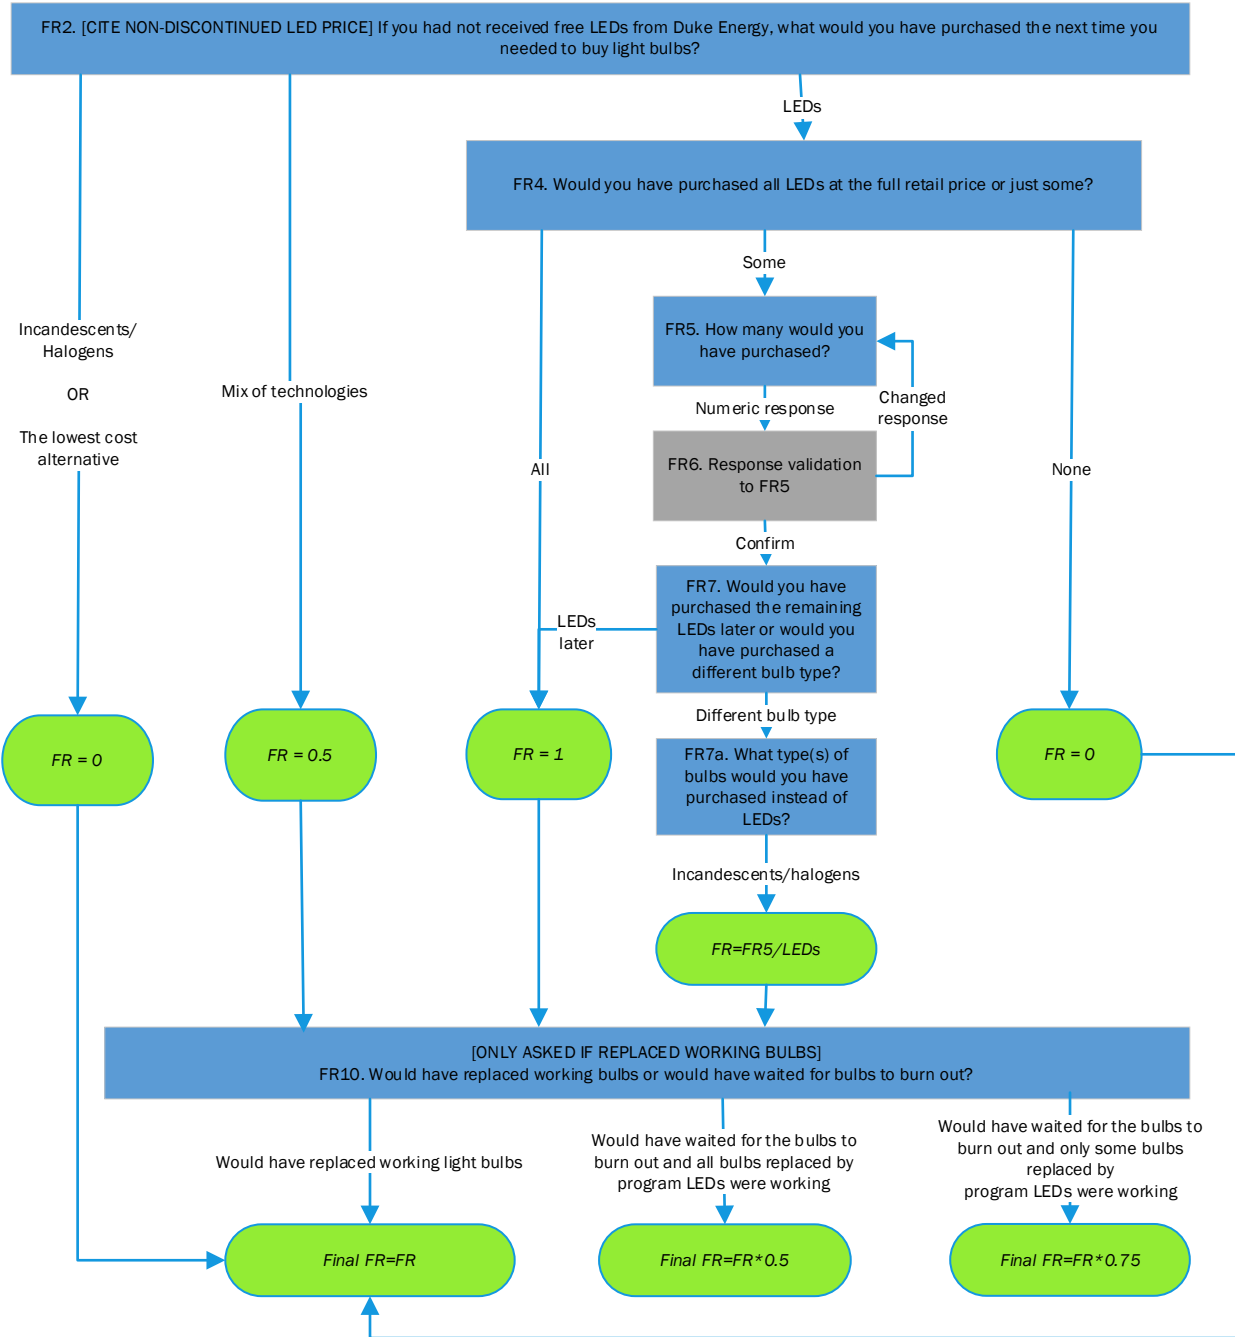 FR2. [CITE NON-DISCONTINUED LED PRICE] If you had not received free LEDs from Duke Energy, what would you have purchased the next time you
needed to buy light bulbs?
LEDs
FR4. Would you have purchased all LEDs at the full retail price or just some?
Some
Incandescents/
Halogens
OR
The lowest cost
alternative
Mix of technologies
All
FR5. How many would you
have purchased?
Changed
response
Numeric response
FR6. Response validation
to FR5
None
Confirm
FR7. Would you have
purchased the remaining
LEDs later or would you
have purchased a
different bulb type?
LEDs
later
Different bulb type
FR = 0
FR = 0.5
FR = 1
FR7a. What type(s) of
bulbs would you have
purchased instead of
LEDs?
FR = 0
Incandescents/halogens
FR=FR5/LEDs
[ONLY ASKED IF REPLACED WORKING BULBS]
FR10. Would have replaced working bulbs or would have waited for bulbs to burn out?
Would have replaced working light bulbs
Would have waited for the bulbs to
burn out and all bulbs replaced by
program LEDs were working
Would have waited for the bulbs to
burn out and only some bulbs
replaced by
program LEDs were working
Final FR=FR
Final FR=FR*0.5
Final FR=FR*0.75